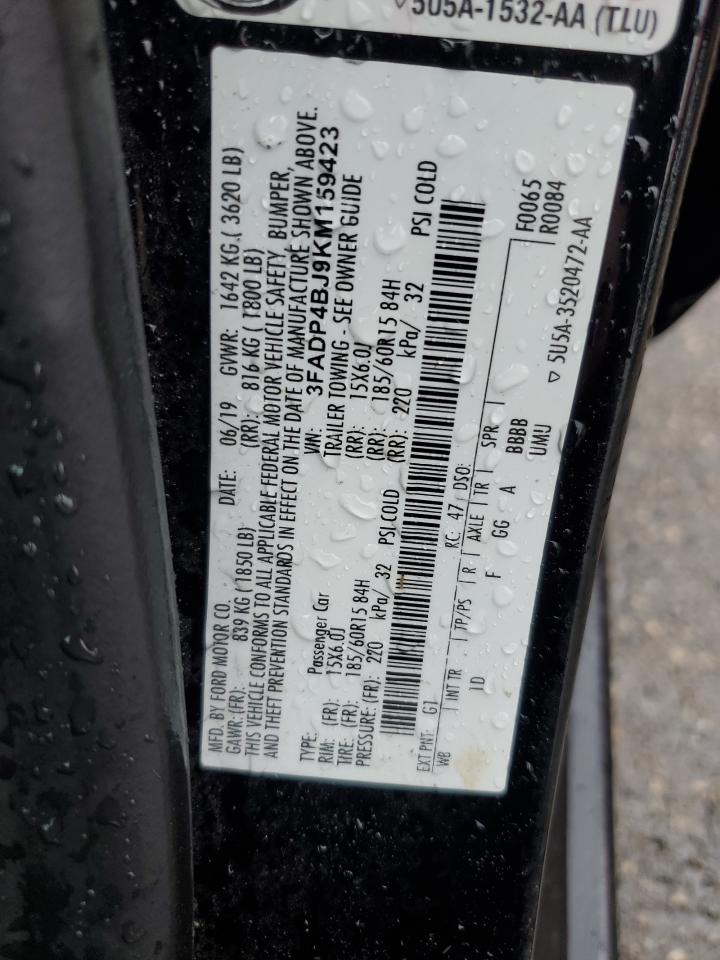 5U5A-1532-AA (TLU)
MFD. BY FORD MOTOR CO. DATE: 06/19 GVWR: 1642 KG ( 3620 LB)
GAWR: (FR): 839 KG ( 1850 LB) (RR): 816 KG ( 1800 LB)
THIS VEHICLE CONFORMS TO ALL APPLICABLE FEDERAL MOTOR VEHICLE SAFETY, BUMPER,
AND THEFT PREVENTION STANDARDS IN EFFECT ON THE DATE OF MANUFACTURE SHOWN ABOVE.
VIN: 3FADP4BJ9KM159423
TYPE: Passenger Car TRAILER TOWING - SEE OWNER GUIDE
RIM: (FR): 15X6.0J (RR): 15X6.0J
TIRE: (FR): 185/60R15 84H (RR): 185/60R15 84H
PRESSURE: (FR): 220 kPa/ 32 PSI COLD (RR): 220 kPa/ 32 PSI COLD
EXT PNT: G1 RC: 47 DSO: F0065
WB INT TR TP/PS R AXLE TR SPR R0084
1D F GG A BBBB
UMU
▽ 5U5A-3520472-AA